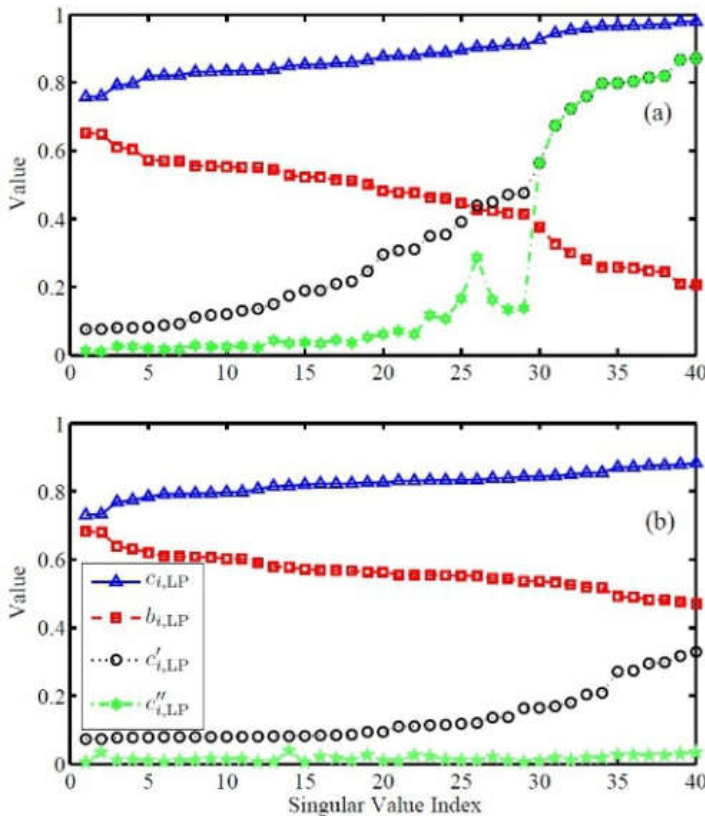 1
0.8
0.6
0.4
0.2
0
Value
(a)
0 5 10 15 20 25 30 35 40
1
0.8
0.6
0.4
0.2
0
Value
(b)
c_{i,LP}
b_{i,LP}
c'_{i,LP}
c''_{i,LP}
0 5 10 15 20 25 30 35 40
Singular Value Index